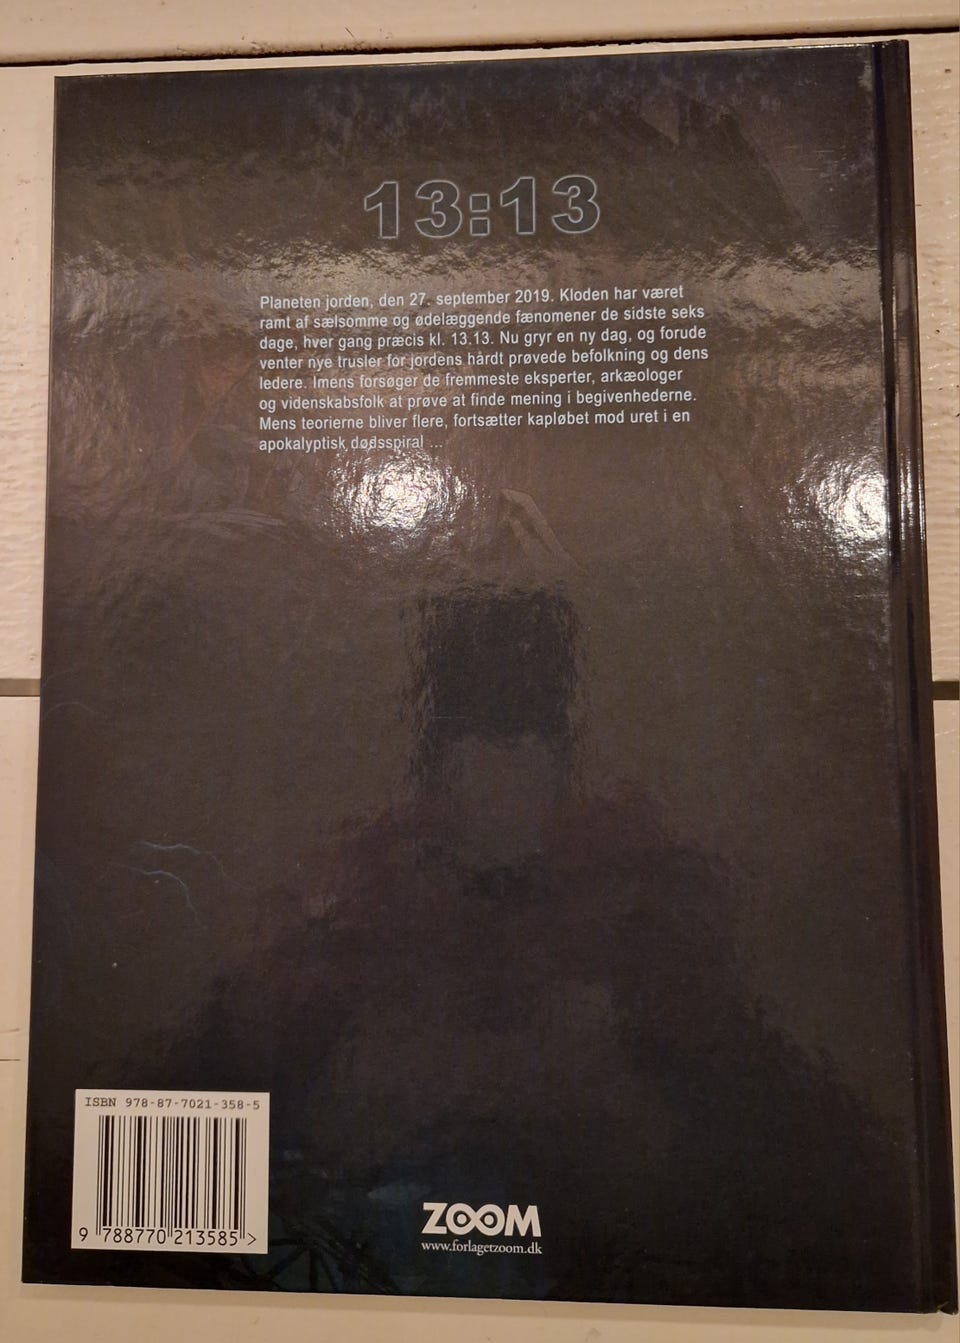 13:13
Planeten jorden, den 27. september 2019. Kloden har været
ramt af sælsomme og ødelæggende fænomener de sidste seks
dage, hver gang præcis kl. 13.13. Nu gryr en ny dag, og forude
venter nye trusler for jordens hårdt prøvede befolkning og dens
ledere. Imens forsøger de fremmeste eksperter, arkæologer
og videnskabsfolk at prøve at finde mening i begivenhederne.
Mens teorierne bliver flere, fortsætter kapløbet mod uret i en
apokalyptisk dødsspiral ...
ISBN 978-87-7021-358-5
9 788770 213585 >
ZOOM
www.forlagetzoom.dk